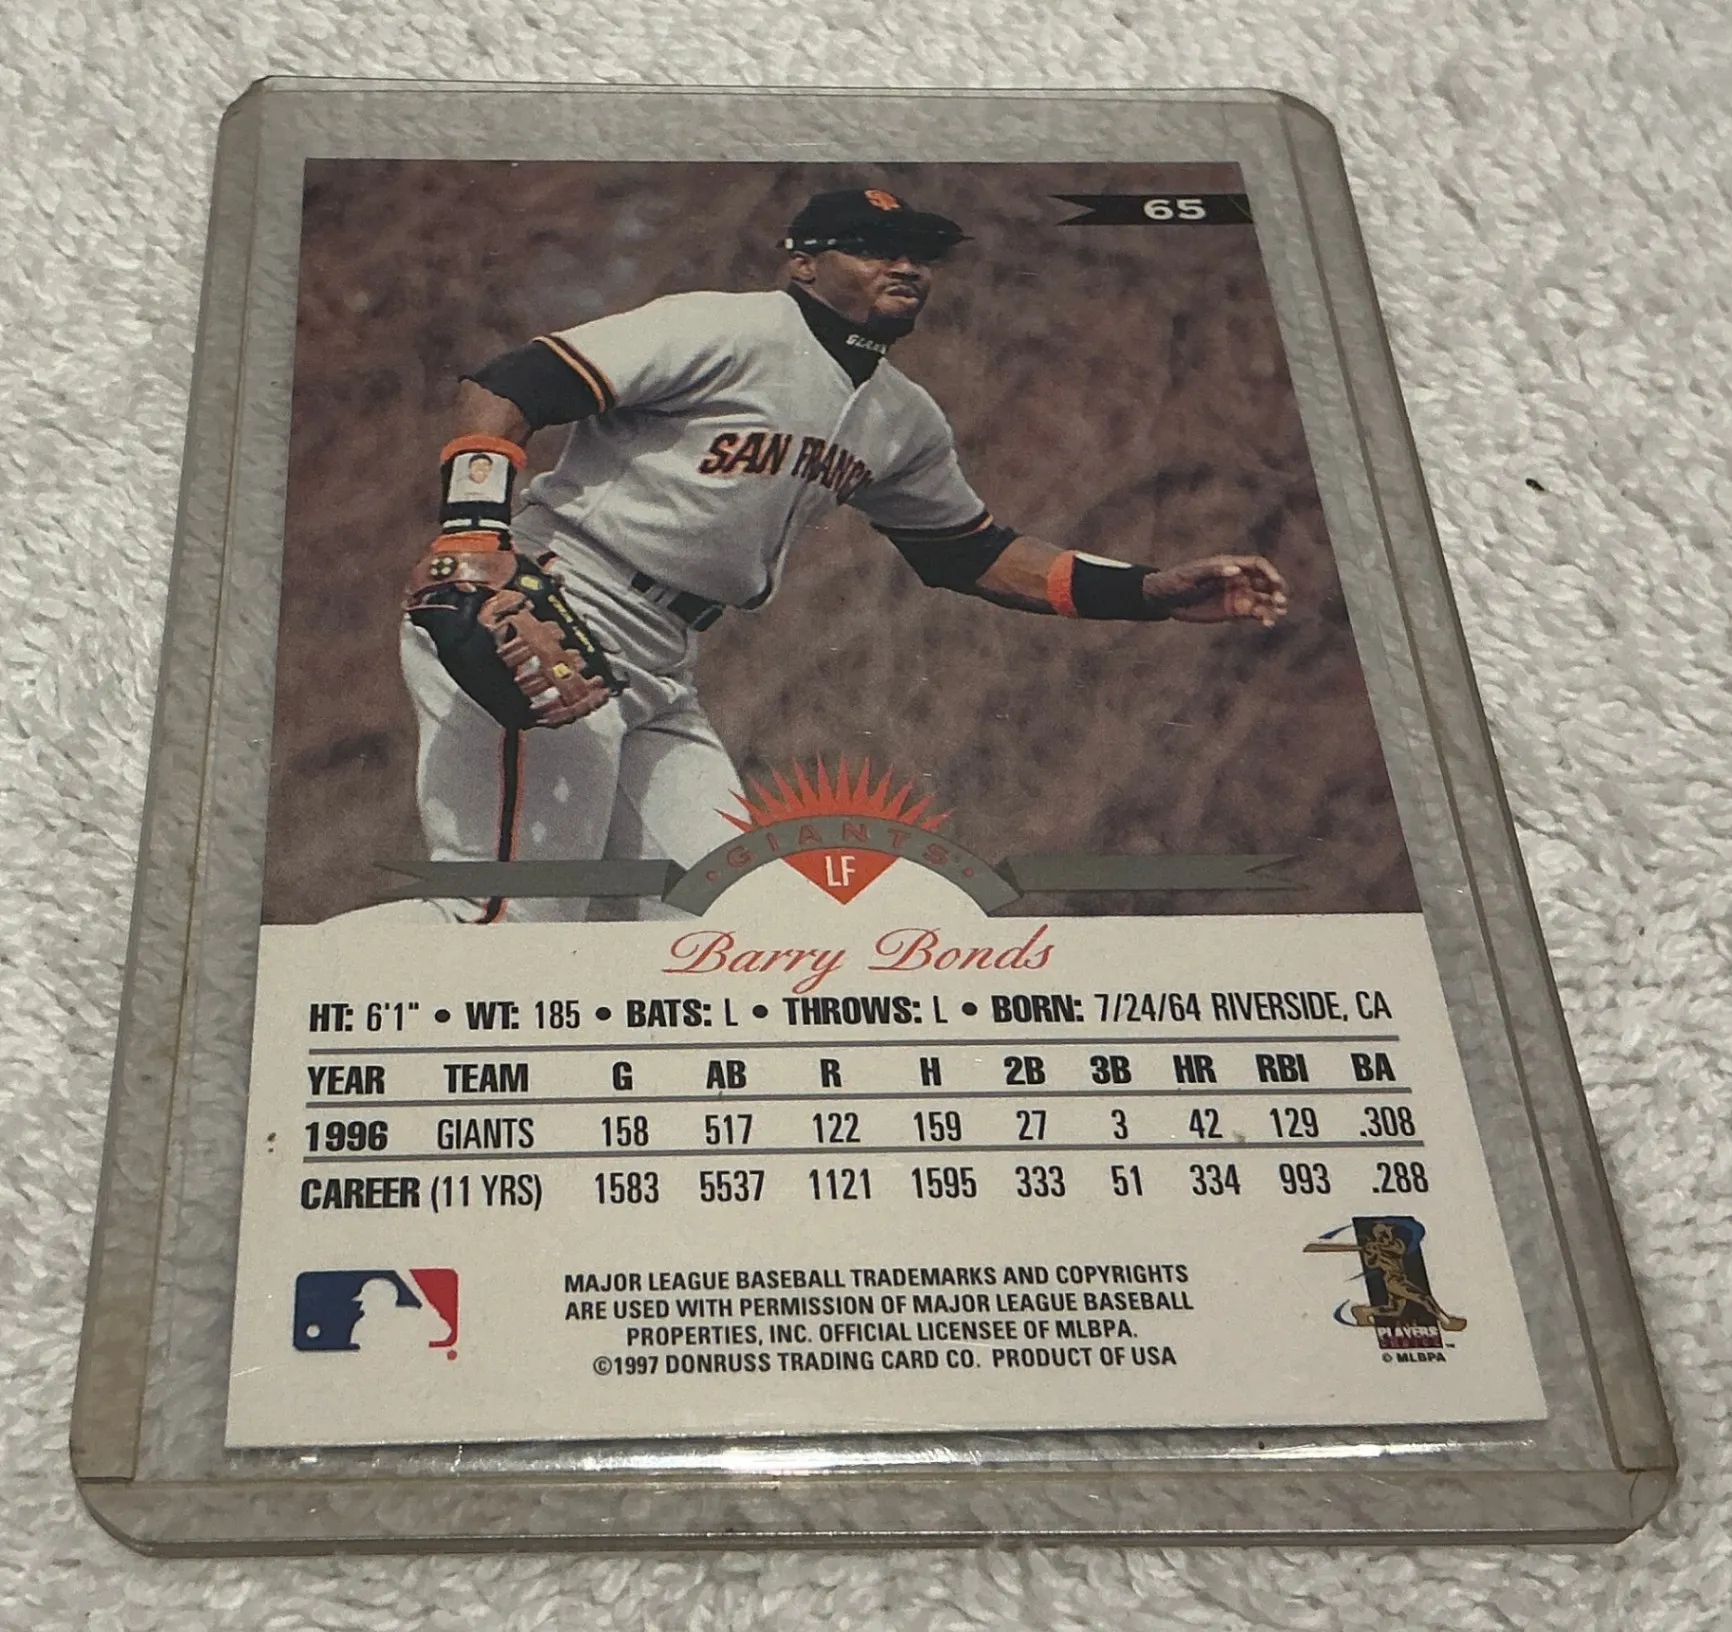 65
GIANTS
SAN FRANCI
GIANTS
LF
Barry Bonds
HT: 6'1" • WT: 185 • BATS: L • THROWS: L • BORN: 7/24/64 RIVERSIDE, CA
YEAR TEAM G AB R H 2B 3B HR RBI BA
1996 GIANTS 158 517 122 159 27 3 42 129 .308
CAREER (11 YRS) 1583 5537 1121 1595 333 51 334 993 .288
MAJOR LEAGUE BASEBALL TRADEMARKS AND COPYRIGHTS
ARE USED WITH PERMISSION OF MAJOR LEAGUE BASEBALL
PROPERTIES, INC. OFFICIAL LICENSEE OF MLBPA.
©1997 DONRUSS TRADING CARD CO. PRODUCT OF USA
PLAYERS
CHOICE™
© MLBPA